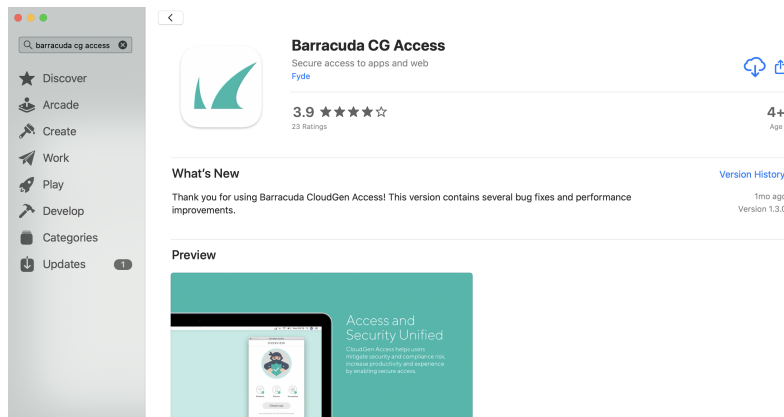 barracuda cg access
Discover
Arcade
Create
Work
Play
Develop
Categories
Updates
1
Barracuda CG Access
Secure access to apps and web
Fyde
3.9
23 Ratings
4+
Age
What's New
Version History
Thank you for using Barracuda CloudGen Access! This version contains several bug fixes and performance
improvements.
1mo ago
Version 1.3.0
Preview
Access and
Security Unified
CloudGen Access helps users
mitigate security and compliance risk,
increase productivity and experience
by enabling secure access.
OVERVIEW